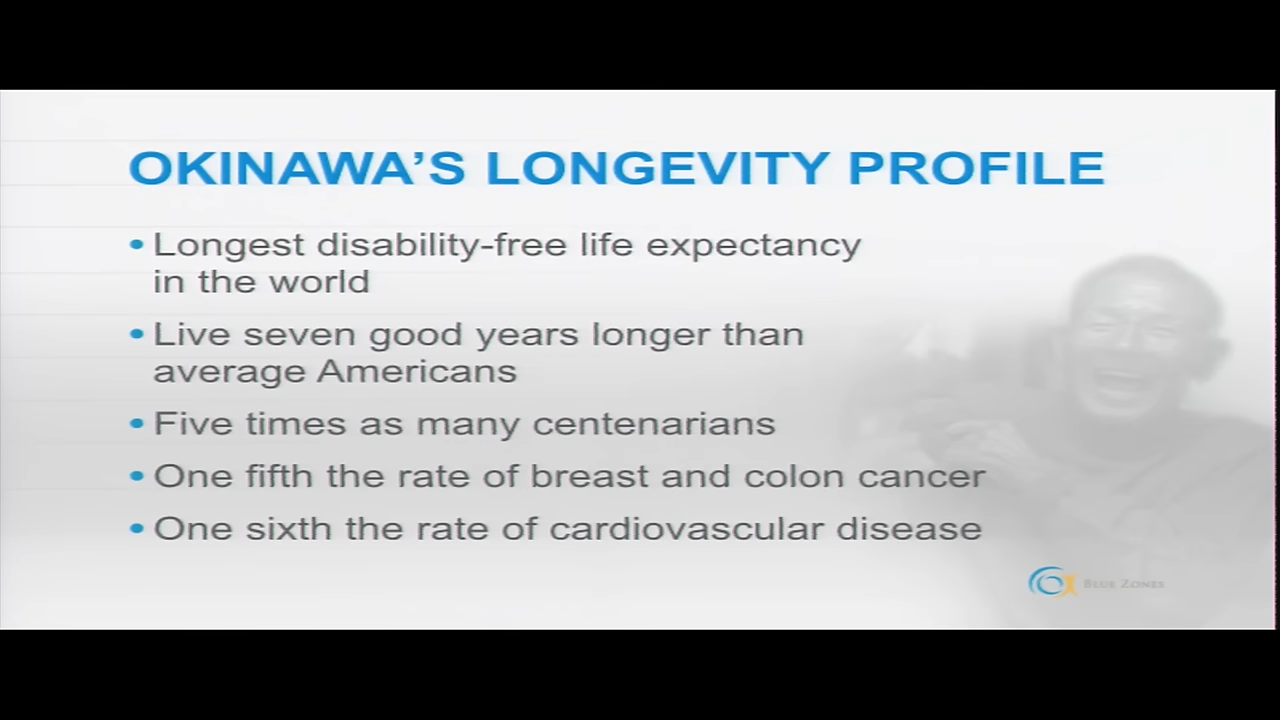 OKINAWA’S LONGEVITY PROFILE
• Longest disability-free life expectancy
in the world
• Live seven good years longer than
average Americans
• Five times as many centenarians
• One fifth the rate of breast and colon cancer
• One sixth the rate of cardiovascular disease
BLUE ZONES